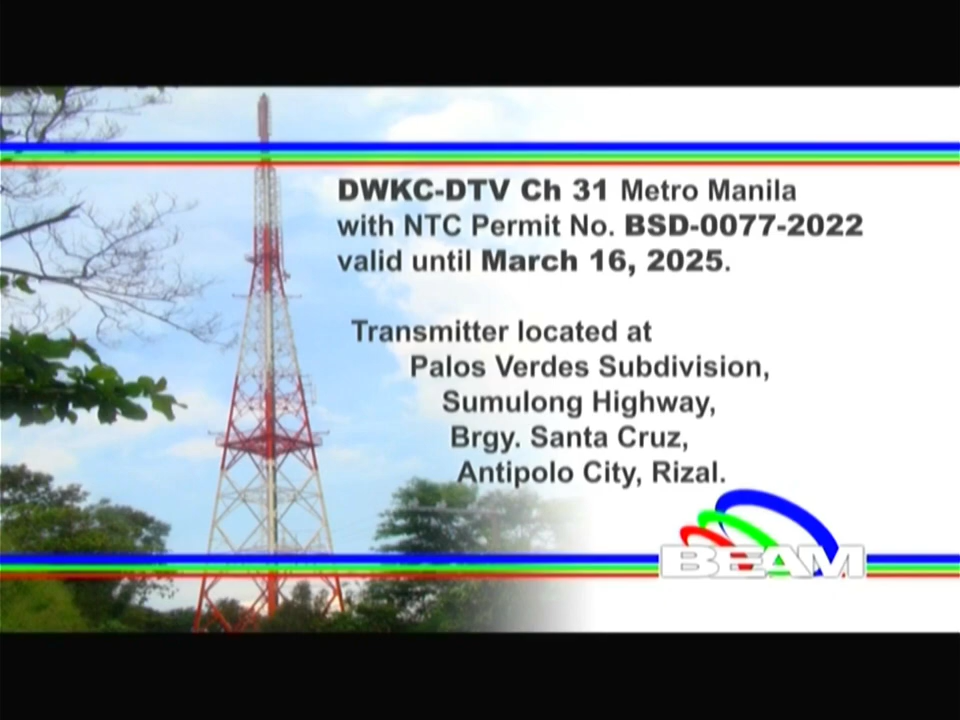 DWKC-DTV Ch 31 Metro Manila
with NTC Permit No. BSD-0077-2022
valid until March 16, 2025.
Transmitter located at
Palos Verdes Subdivision,
Sumulong Highway,
Brgy. Santa Cruz,
Antipolo City, Rizal.
BEAM